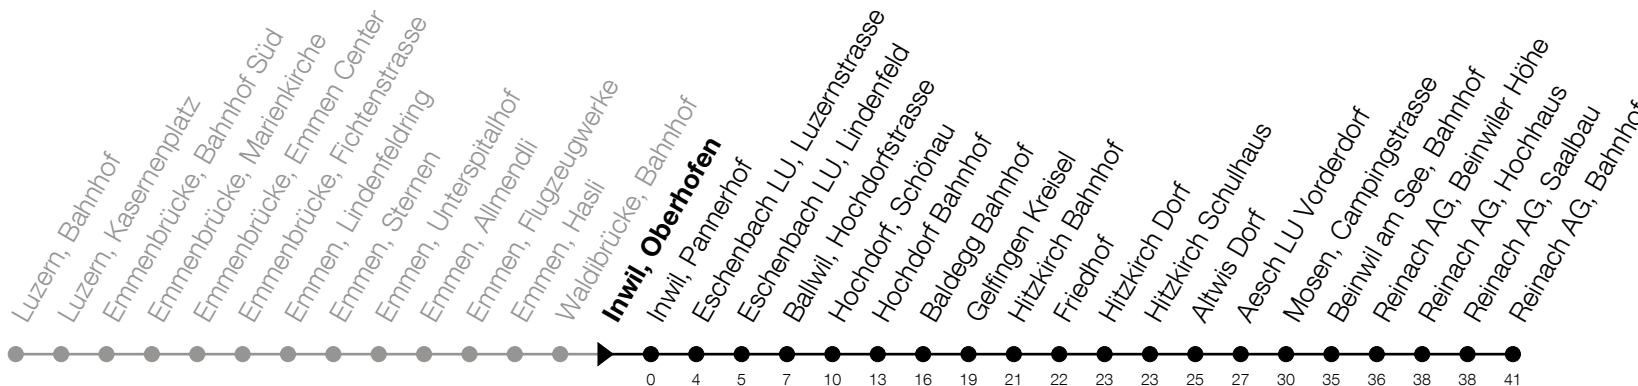 Luzern, Bahnhof
Luzern, Kasernenplatz
Emmenbrücke, Bahnhof Süd
Emmenbrücke, Marienkirche
Emmenbrücke, Emmen Center
Emmenbrücke, Fichtenstrasse
Emmen, Lindenfeldring
Emmen, Sternen
Emmen, Unterspitalhof
Emmen, Allmendli
Emmen, Flugzeugwerke
Emmen, Hasli
Waldibrücke, Bahnhof
Inwil, Oberhofen
Inwil, Pannerhof
Eschenbach LU, Luzernstrasse
Eschenbach LU, Lindenfeld
Ballwil, Hochdorfstrasse
Hochdorf, Schönau
Hochdorf Bahnhof
Baldegg Bahnhof
Gelfingen Kreisel
Hitzkirch Bahnhof
Friedhof
Hitzkirch Dorf
Hitzkirch Schulhaus
Altwis Dorf
Aesch LU Vorderdorf
Mosen, Campingstrasse
Beinwil am See, Bahnhof
Reinach AG, Beinwiler Höhe
Reinach AG, Hochhaus
Reinach AG, Saalbau
Reinach AG, Bahnhof
0 4 5 7 10 13 16 19 21 22 23 23 25 27 30 35 36 38 38 41